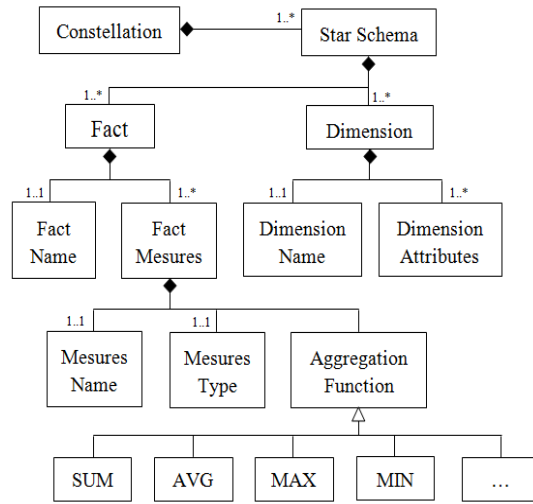 Constellation
1..*
Star Schema
1..*
1..*
Fact
Dimension
1..1
1..*
1..1
1..*
Fact
Name
Fact
Mesures
Dimension
Name
Dimension
Attributes
1..1
1..1
Mesures
Name
Mesures
Type
Aggregation
Function
SUM
AVG
MAX
MIN
...